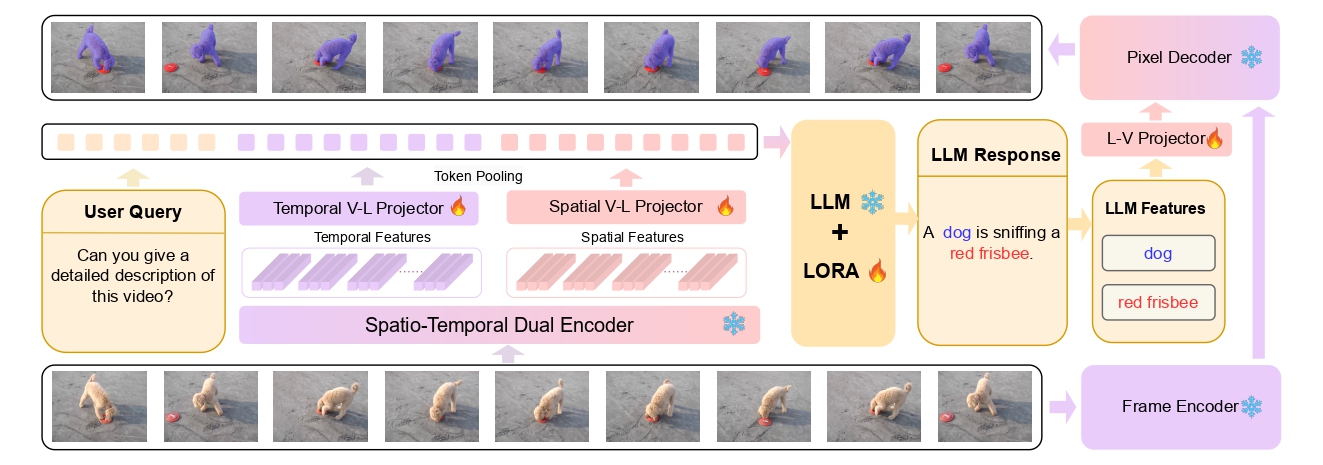 Pixel Decoder
L-V Projector
Token Pooling
User Query
Can you give a
detailed description of
this video?
Temporal V-L Projector
Spatial V-L Projector
Temporal Features
Spatial Features
......
......
Spatio-Temporal Dual Encoder
LLM
+
LORA
LLM Response
A dog is sniffing a
red frisbee.
LLM Features
dog
red frisbee
Frame Encoder